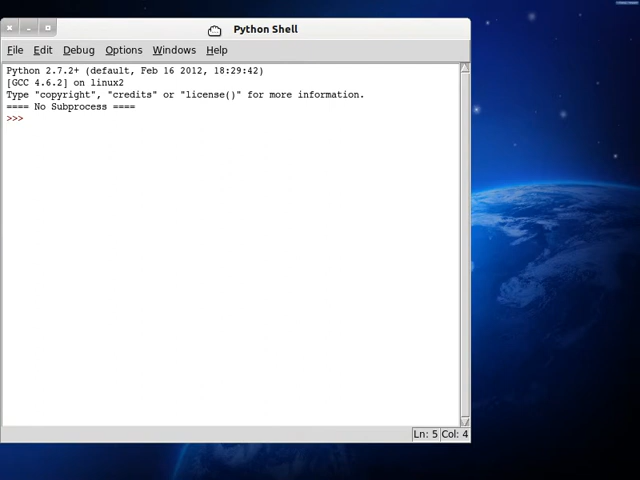 Python Shell
File Edit Debug Options Windows Help
Python 2.7.2+ (default, Feb 16 2012, 18:29:42)
[GCC 4.6.2] on linux2
Type "copyright", "credits" or "license()" for more information.
==== No Subprocess ====
>>>
Ln: 5 Col: 4